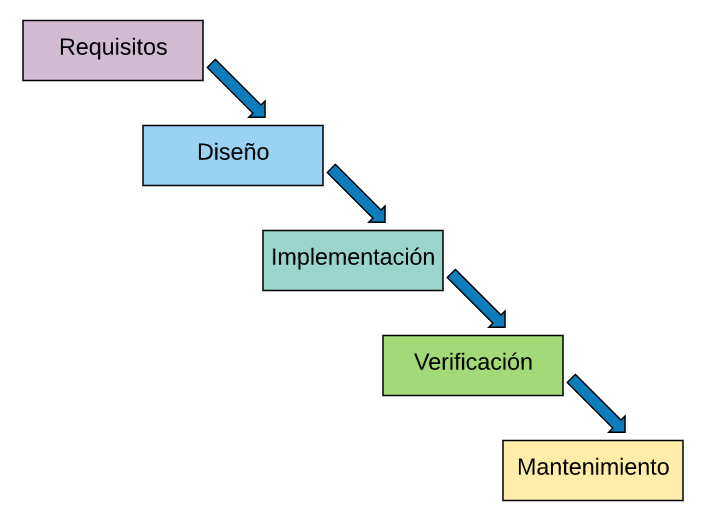 Requisitos
Diseño
Implementación
Verificación
Mantenimiento